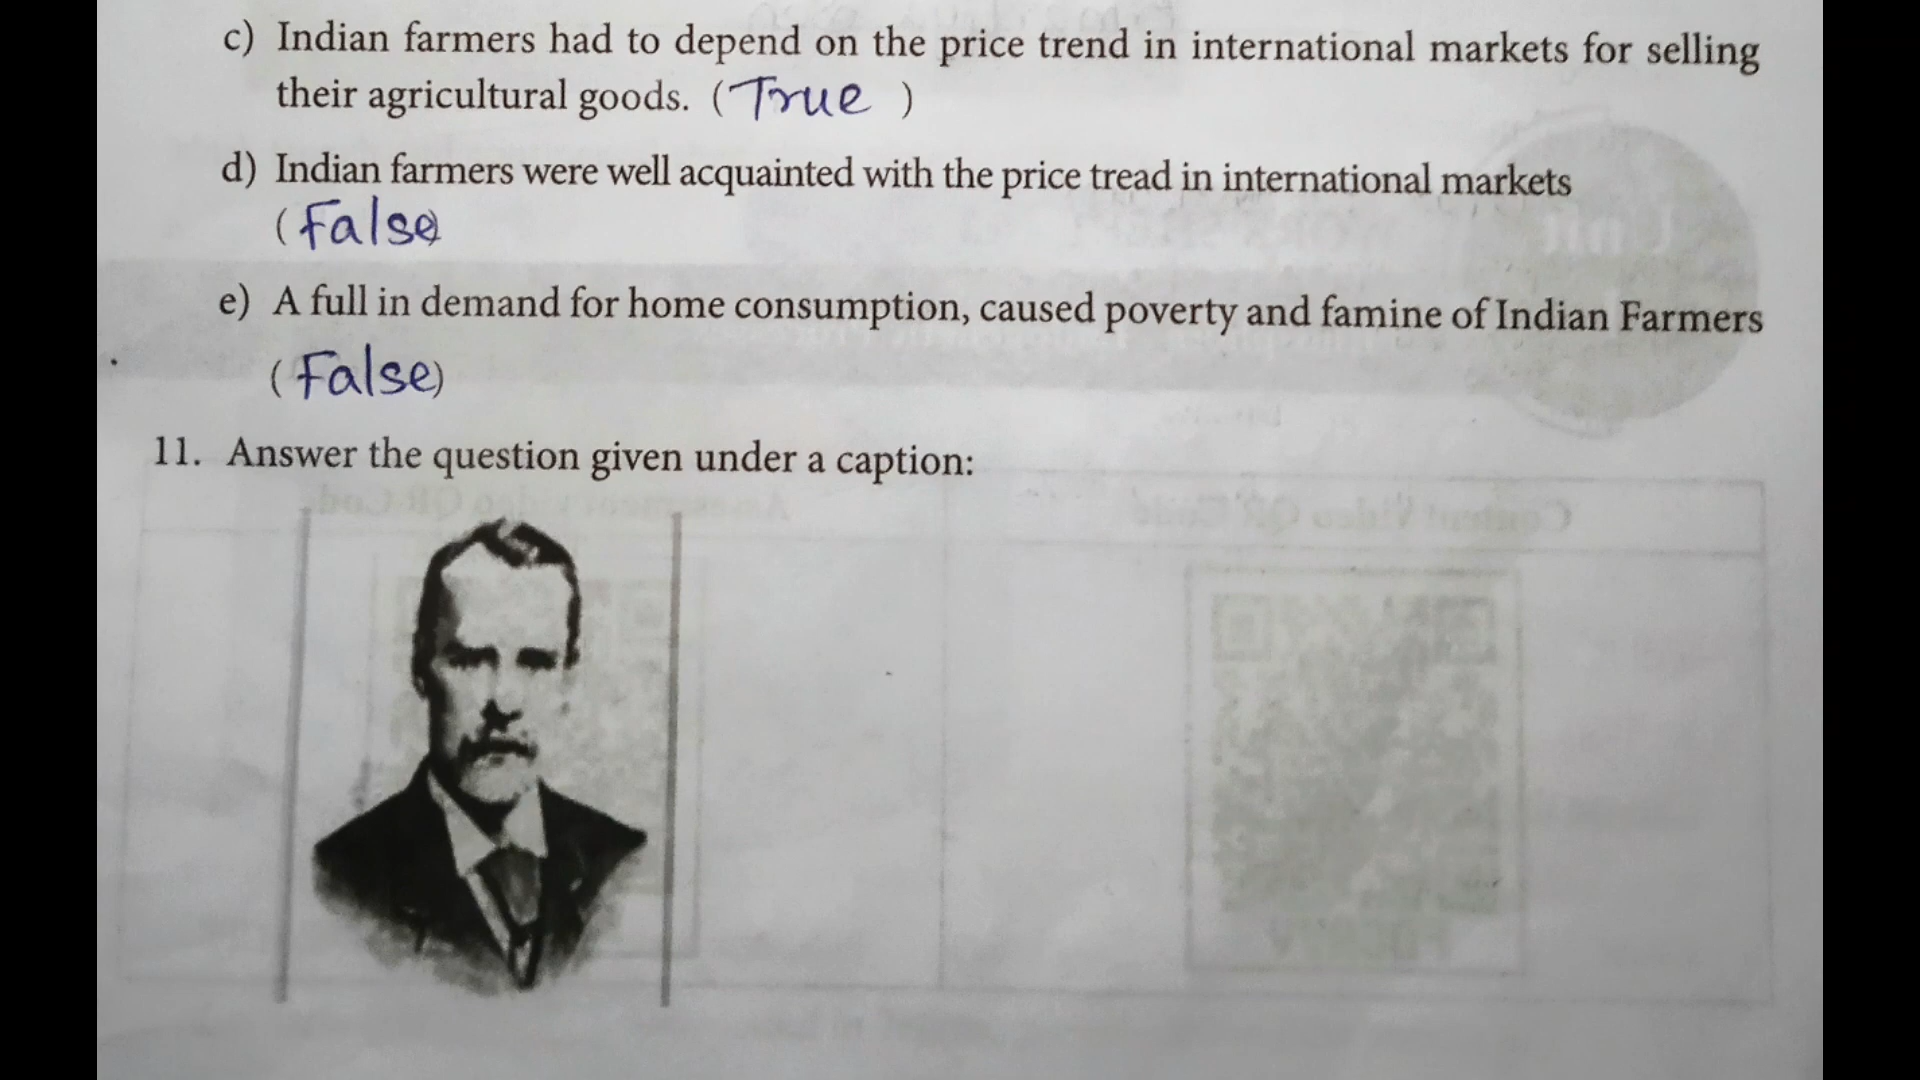 c) Indian farmers had to depend on the price trend in international markets for selling
their agricultural goods. (True )
d) Indian farmers were well acquainted with the price tread in international markets
(False)
e) A full in demand for home consumption, caused poverty and famine of Indian Farmers
(False)
11. Answer the question given under a caption: